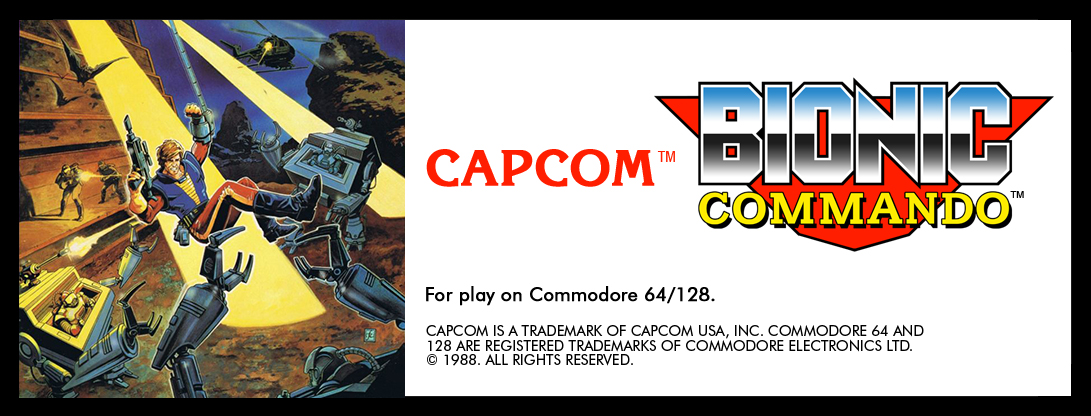 CAPCOM™
BIONIC
COMMANDO™
For play on Commodore 64/128.
CAPCOM IS A TRADEMARK OF CAPCOM USA, INC. COMMODORE 64 AND
128 ARE REGISTERED TRADEMARKS OF COMMODORE ELECTRONICS LTD.
© 1988. ALL RIGHTS RESERVED.